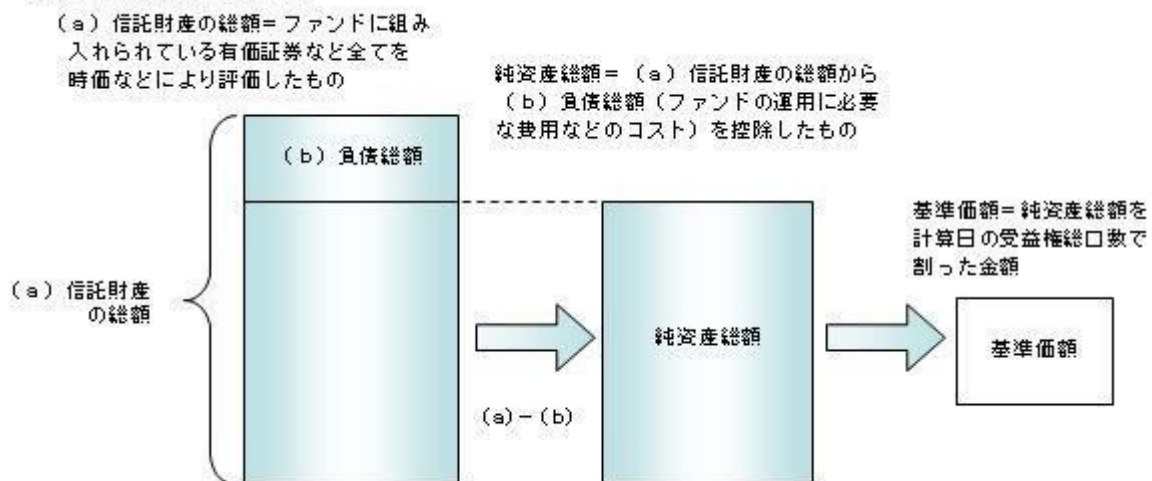 (a)信託財産の総額=ファンドに組み
入れられている有価証券など全てを
時価などにより評価したもの
純資産総額=(a)信託財産の総額から
(b)負債総額(ファンドの運用に必要
な費用などのコスト)を控除したもの
(b)負債総額
基準価額=純資産総額を
計算日の受益権総口数で
割った金額
(a)信託財産
の総額
純資産総額
基準価額
(a)-(b)